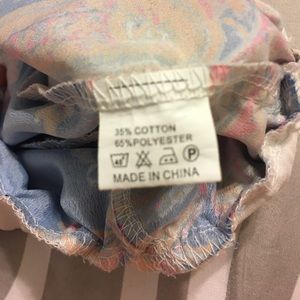 35% COTTON
65% POLYESTER
MADE IN CHINA